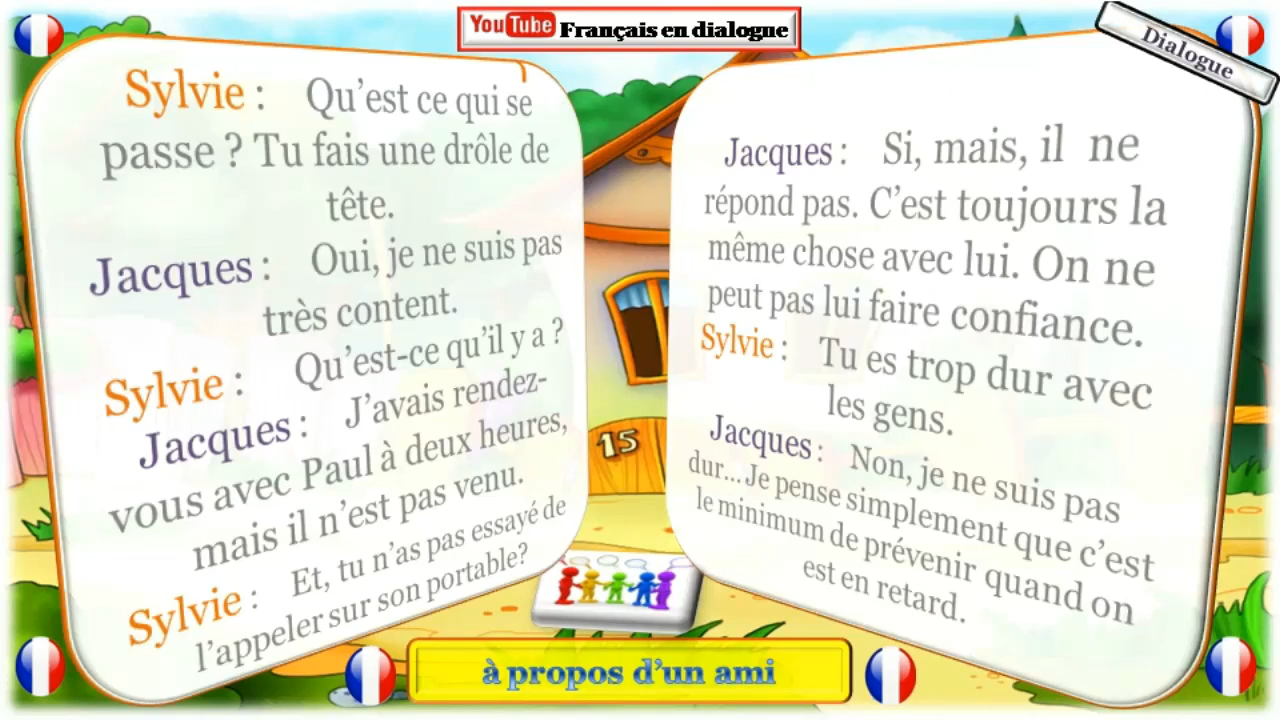 YouTube Français en dialogue
Dialogue
Sylvie : Qu'est ce qui se
passe ? Tu fais une drôle de
tête.
Jacques : Oui, je ne suis pas
très content.
Sylvie : Qu'est-ce qu'il y a ?
Jacques : J'avais rendez-
vous avec Paul à deux heures,
mais il n'est pas venu.
Sylvie : Et, tu n'as pas essayé de
l'appeler sur son portable?
Jacques : Si, mais, il ne
répond pas. C'est toujours la
même chose avec lui. On ne
peut pas lui faire confiance.
Sylvie : Tu es trop dur avec
les gens.
Jacques : Non, je ne suis pas
dur...Je pense simplement que c'est
le minimum de prévenir quand on
est en retard.
15
à propos d'un ami